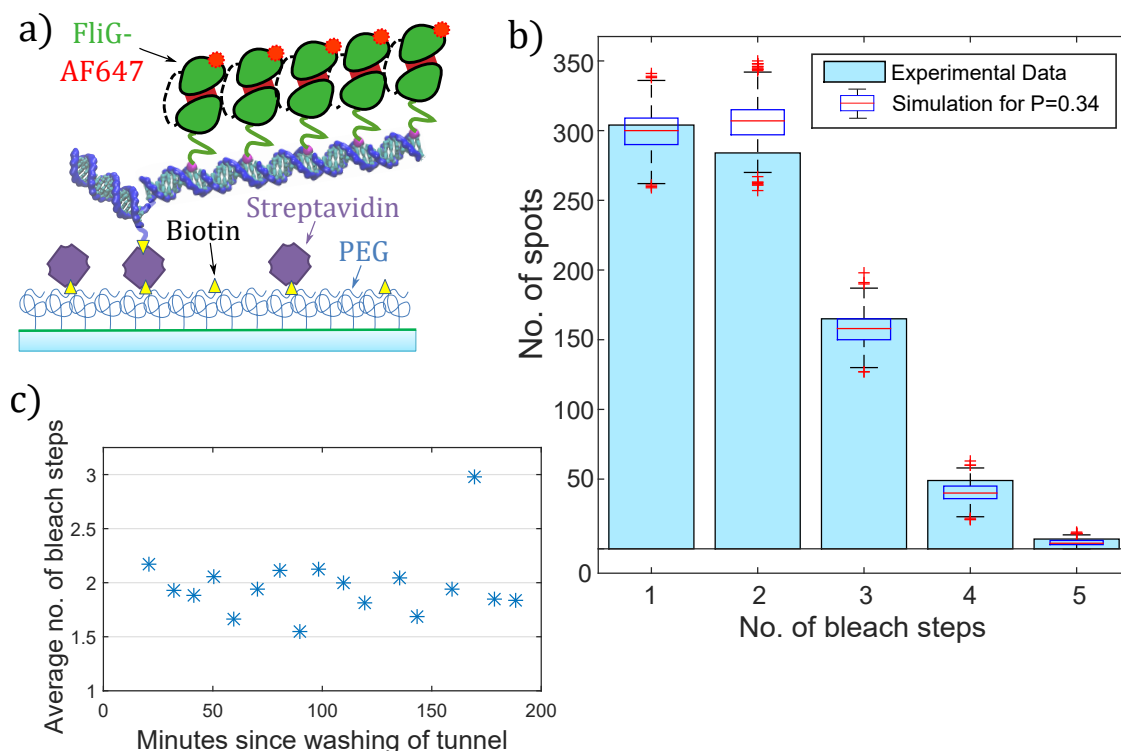 a)
FliG-
AF647
Streptavidin
Biotin
PEG
b)
350
300
250
200
150
100
50
0
No. of spots
Experimental Data
Simulation for P=0.34
1 2 3 4 5
No. of bleach steps
c)
Average no. of bleach steps
3
2.5
2
1.5
1
0 50 100 150 200
Minutes since washing of tunnel